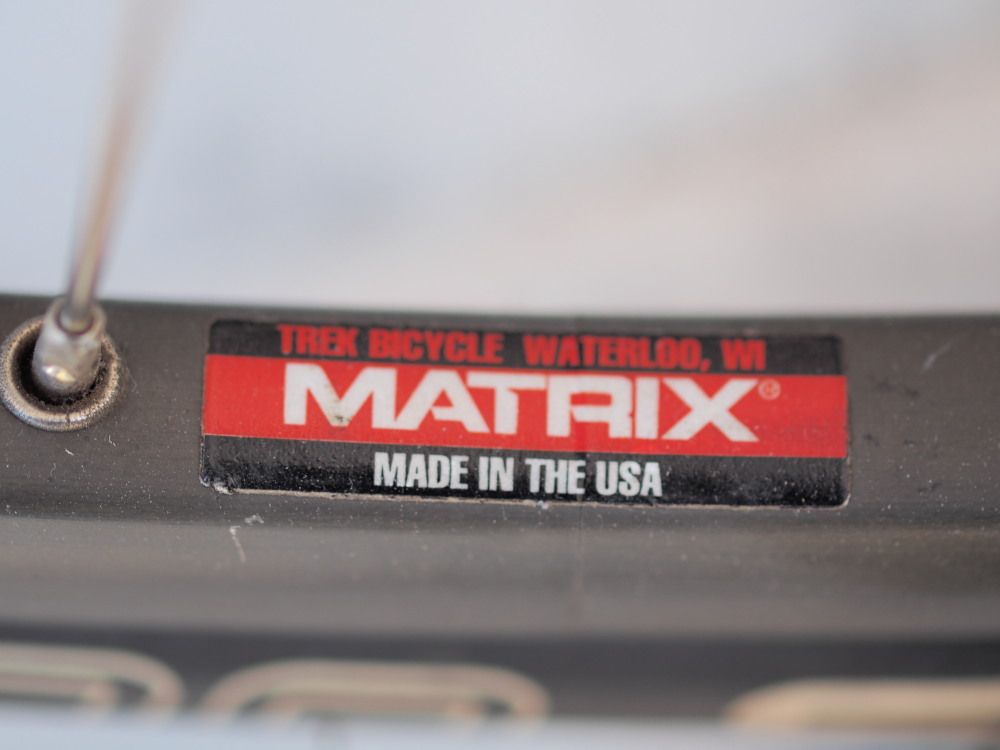 TREK BICYCLE WATERLOO, WI
MATRIX®
MADE IN THE USA